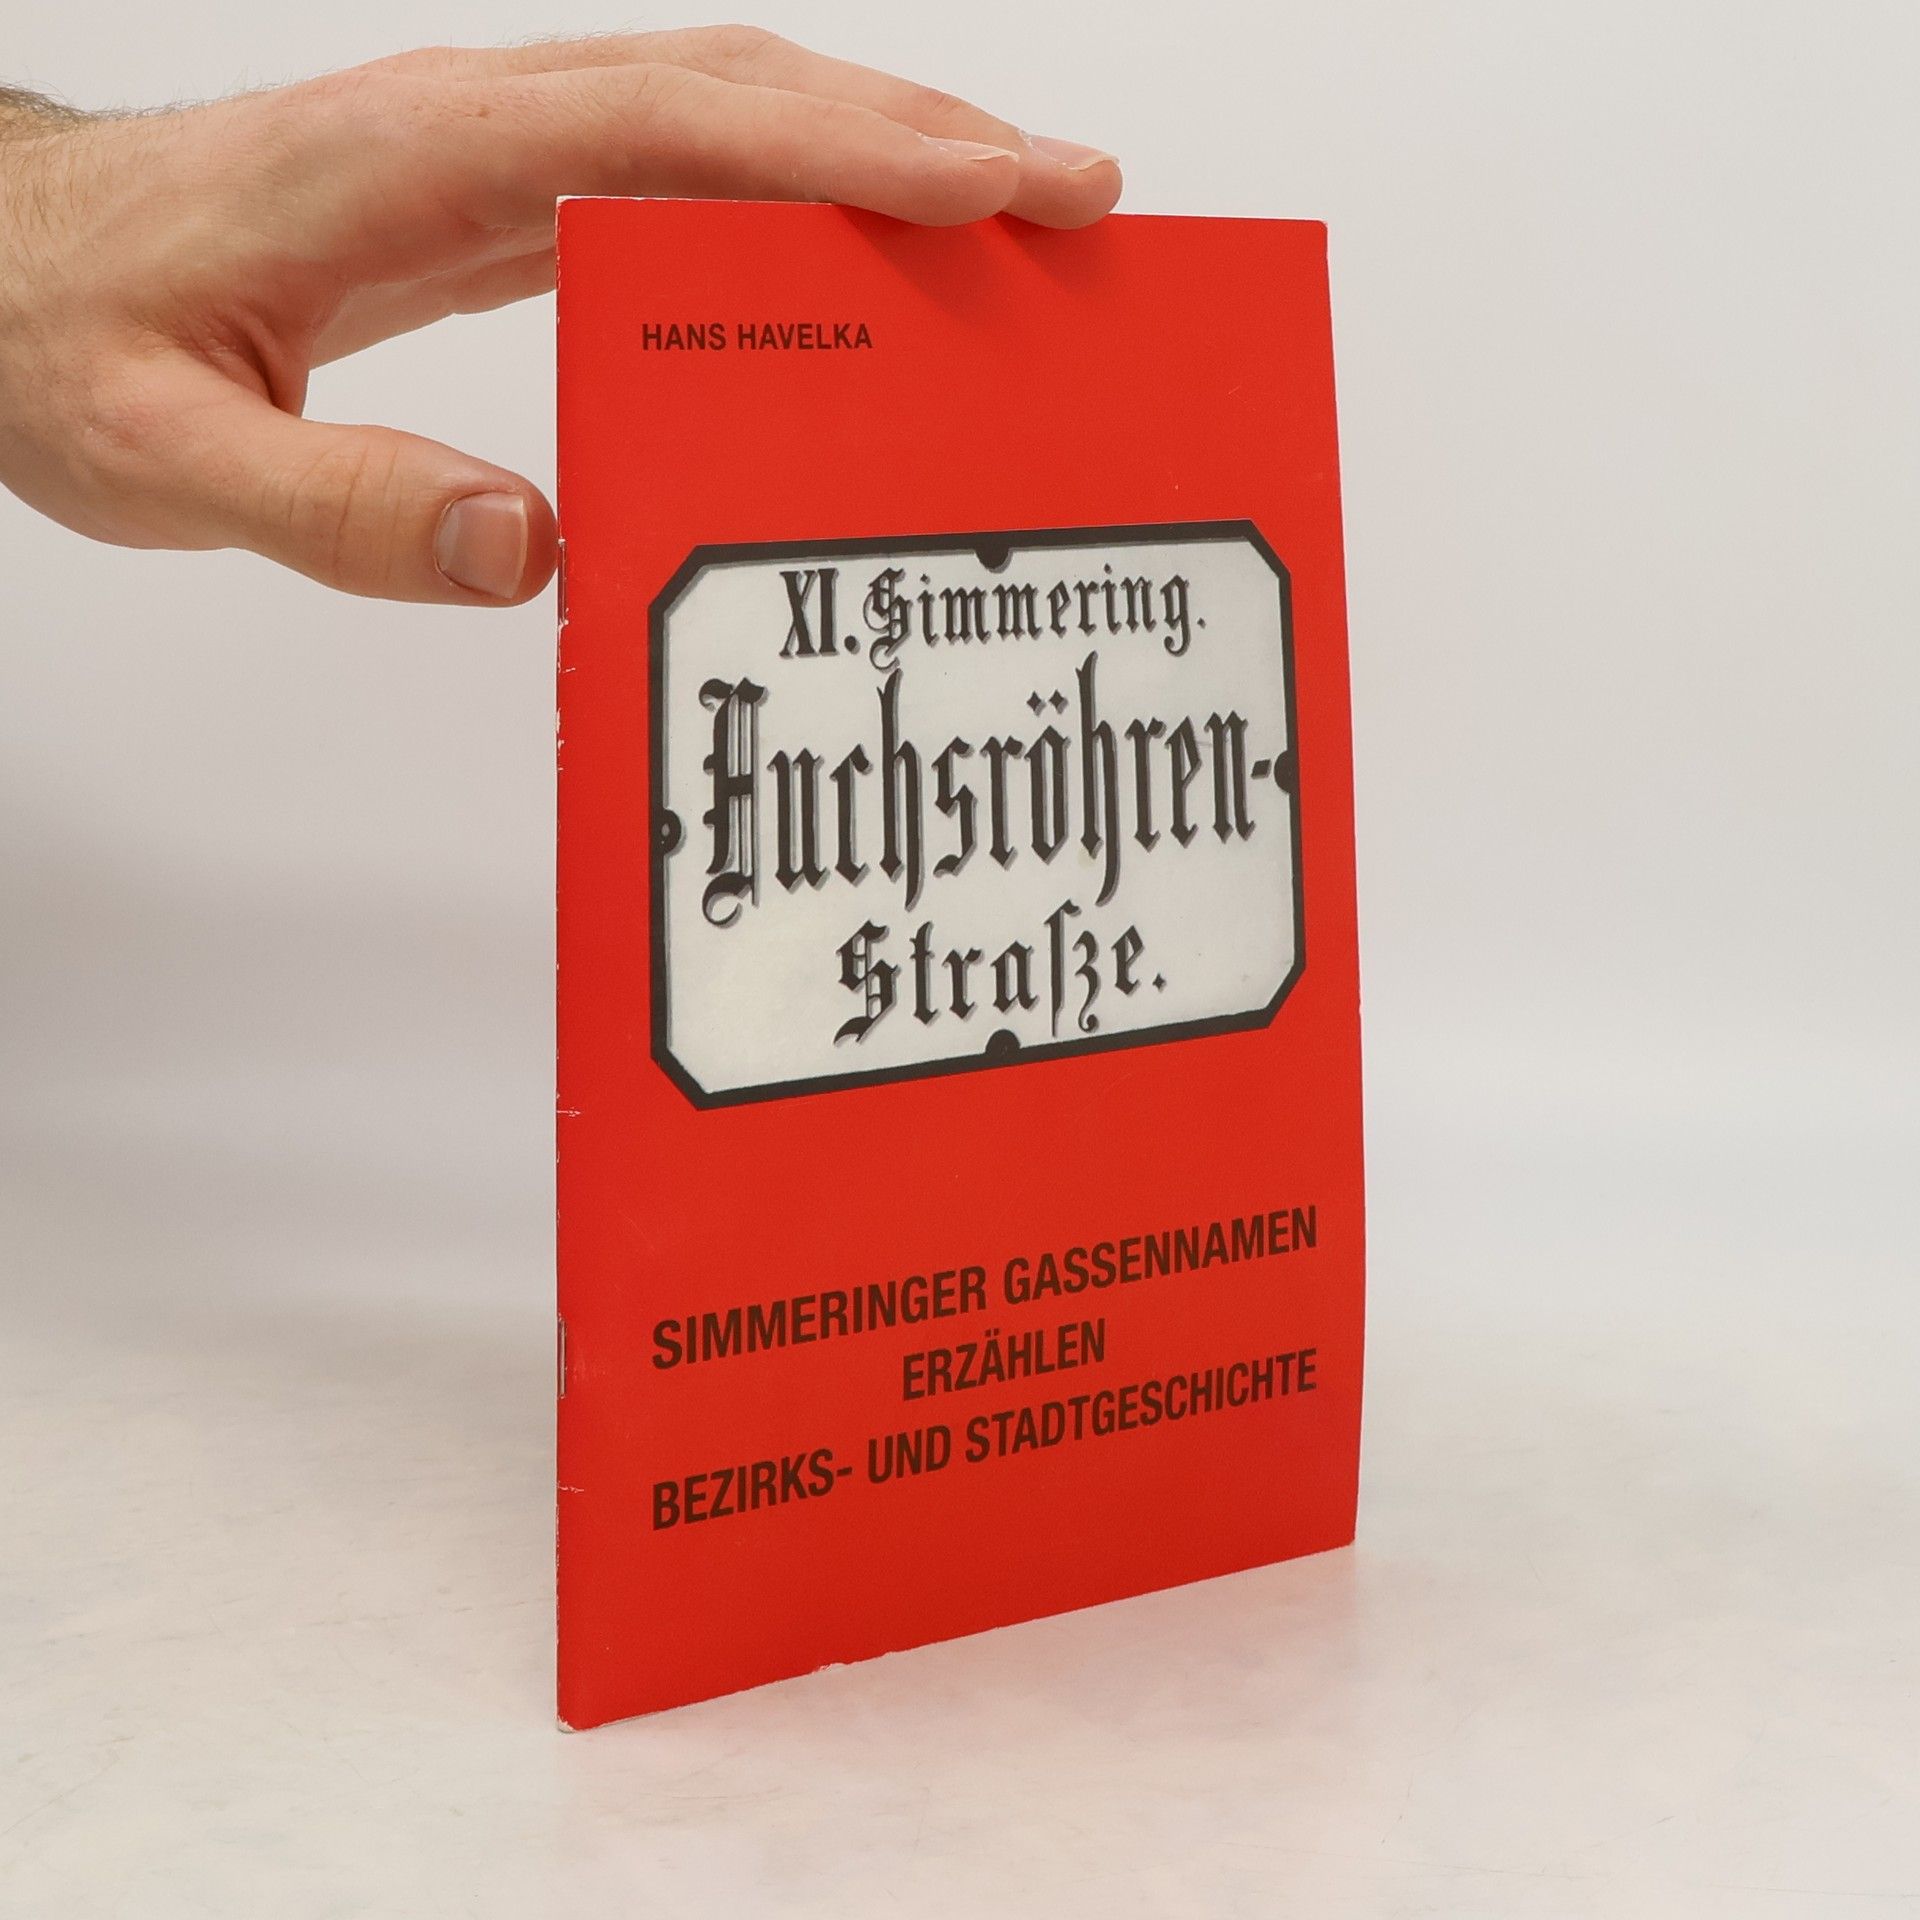 HANS HAVELKA
XI. Simmering.
Fuchsröhren-
Straße.
SIMMERINGER GASSENNAMEN
ERZÄHLEN
BEZIRKS- UND STADTGESCHICHTE